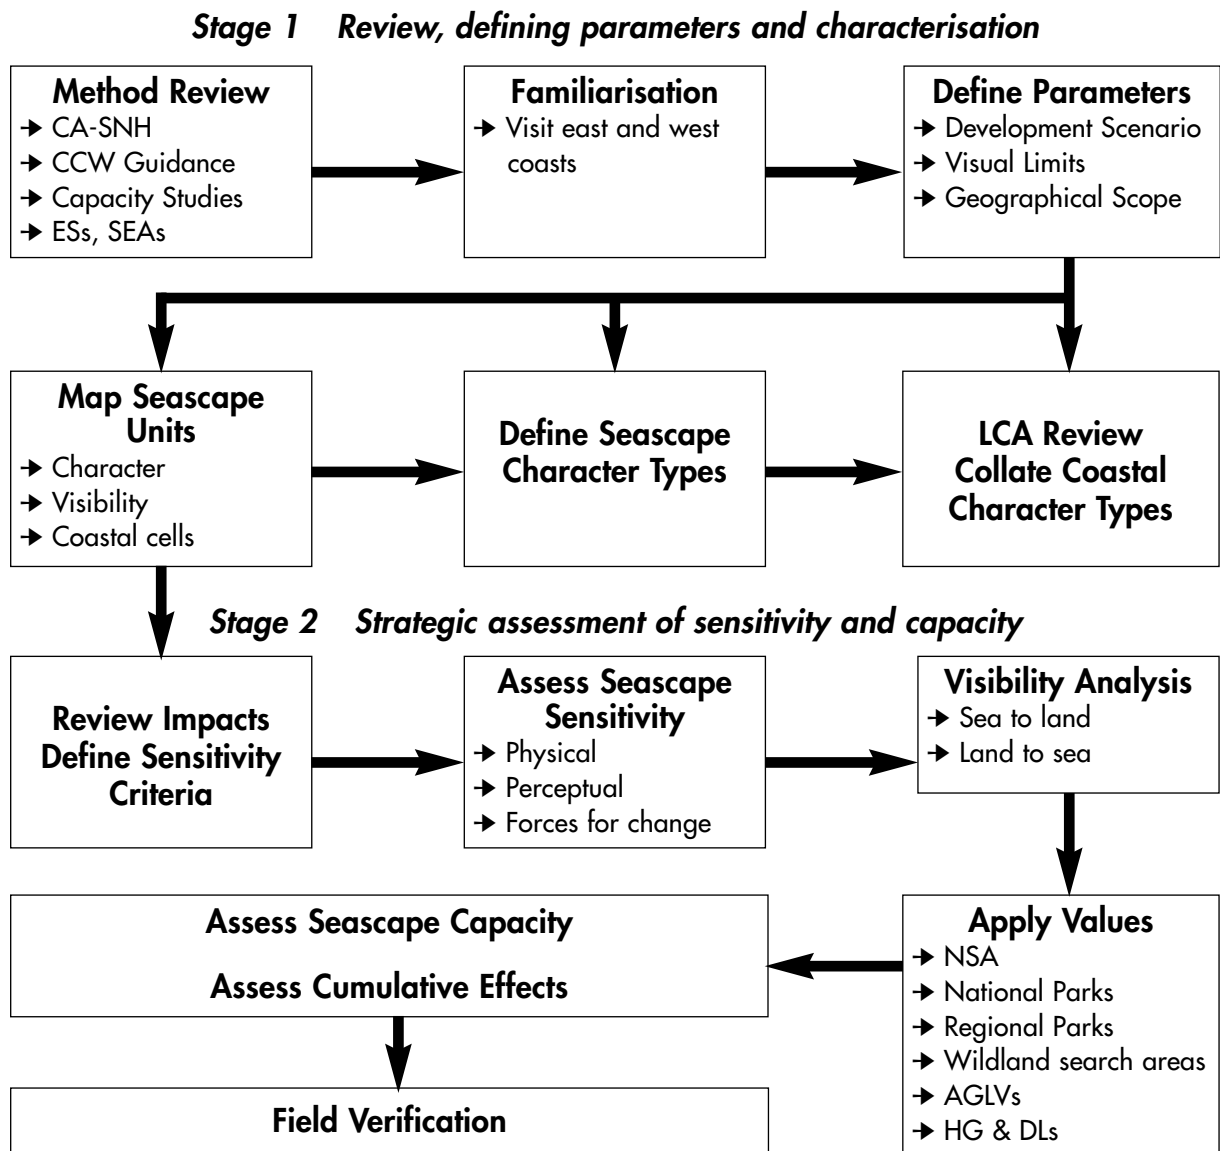 Stage 1 Review, defining parameters and characterisation
Method Review
→ CA-SNH
→ CCW Guidance
→ Capacity Studies
→ ESs, SEAs
Familiarisation
→ Visit east and west
coasts
Define Parameters
→ Development Scenario
→ Visual Limits
→ Geographical Scope
Map Seascape
Units
→ Character
→ Visibility
→ Coastal cells
Define Seascape
Character Types
LCA Review
Collate Coastal
Character Types
Stage 2 Strategic assessment of sensitivity and capacity
Review Impacts
Define Sensitivity
Criteria
Assess Seascape
Sensitivity
→ Physical
→ Perceptual
→ Forces for change
Visibility Analysis
→ Sea to land
→ Land to sea
Apply Values
→ NSA
→ National Parks
→ Regional Parks
→ Wildland search areas
→ AGLVs
→ HG & DLs
Assess Seascape Capacity
Assess Cumulative Effects
Field Verification